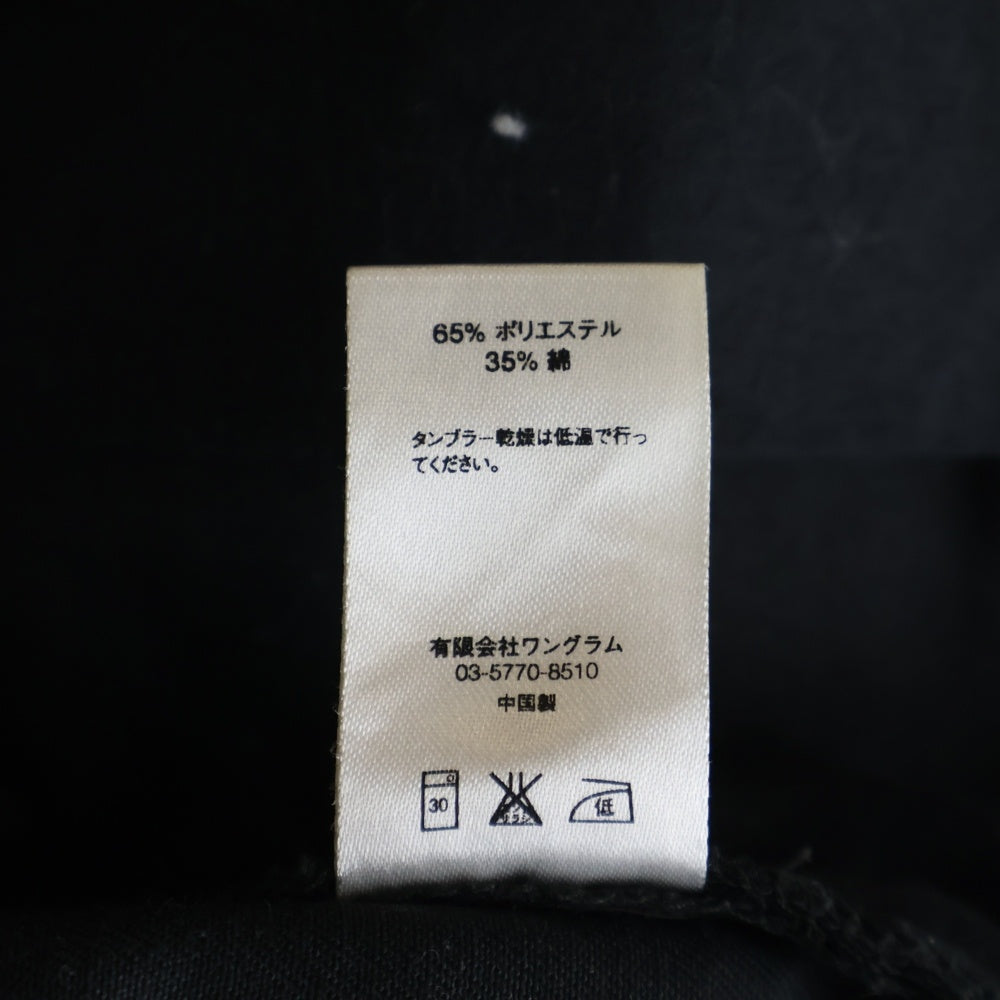 65% ポリエステル
35% 綿
タンブラー乾燥は低温で行っ
てください。
有限会社ワングラム
03-5770-8510
中国製
30
低